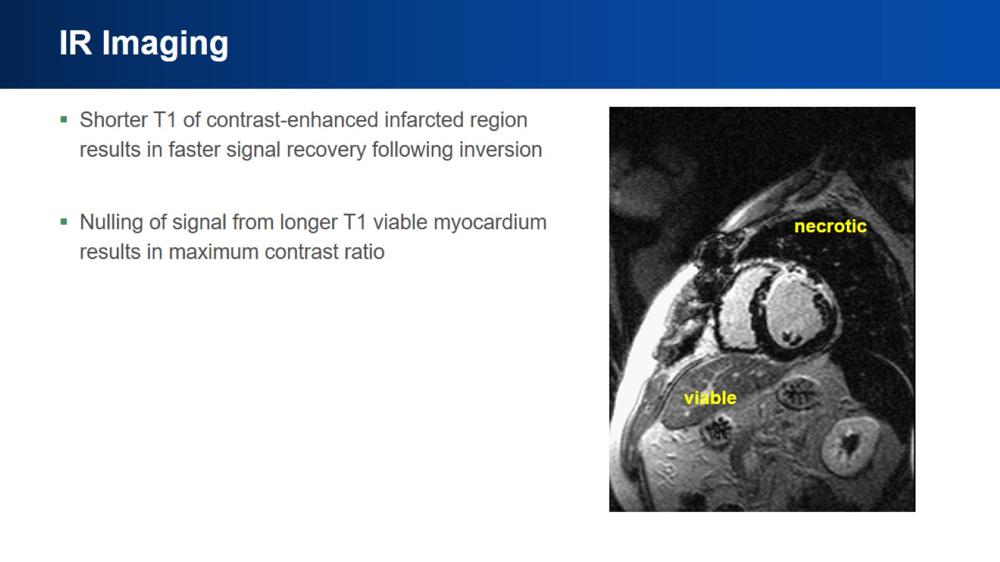 IR Imaging
Shorter T1 of contrast-enhanced infarcted region
results in faster signal recovery following inversion
Nulling of signal from longer T1 viable myocardium
results in maximum contrast ratio
necrotic
viable